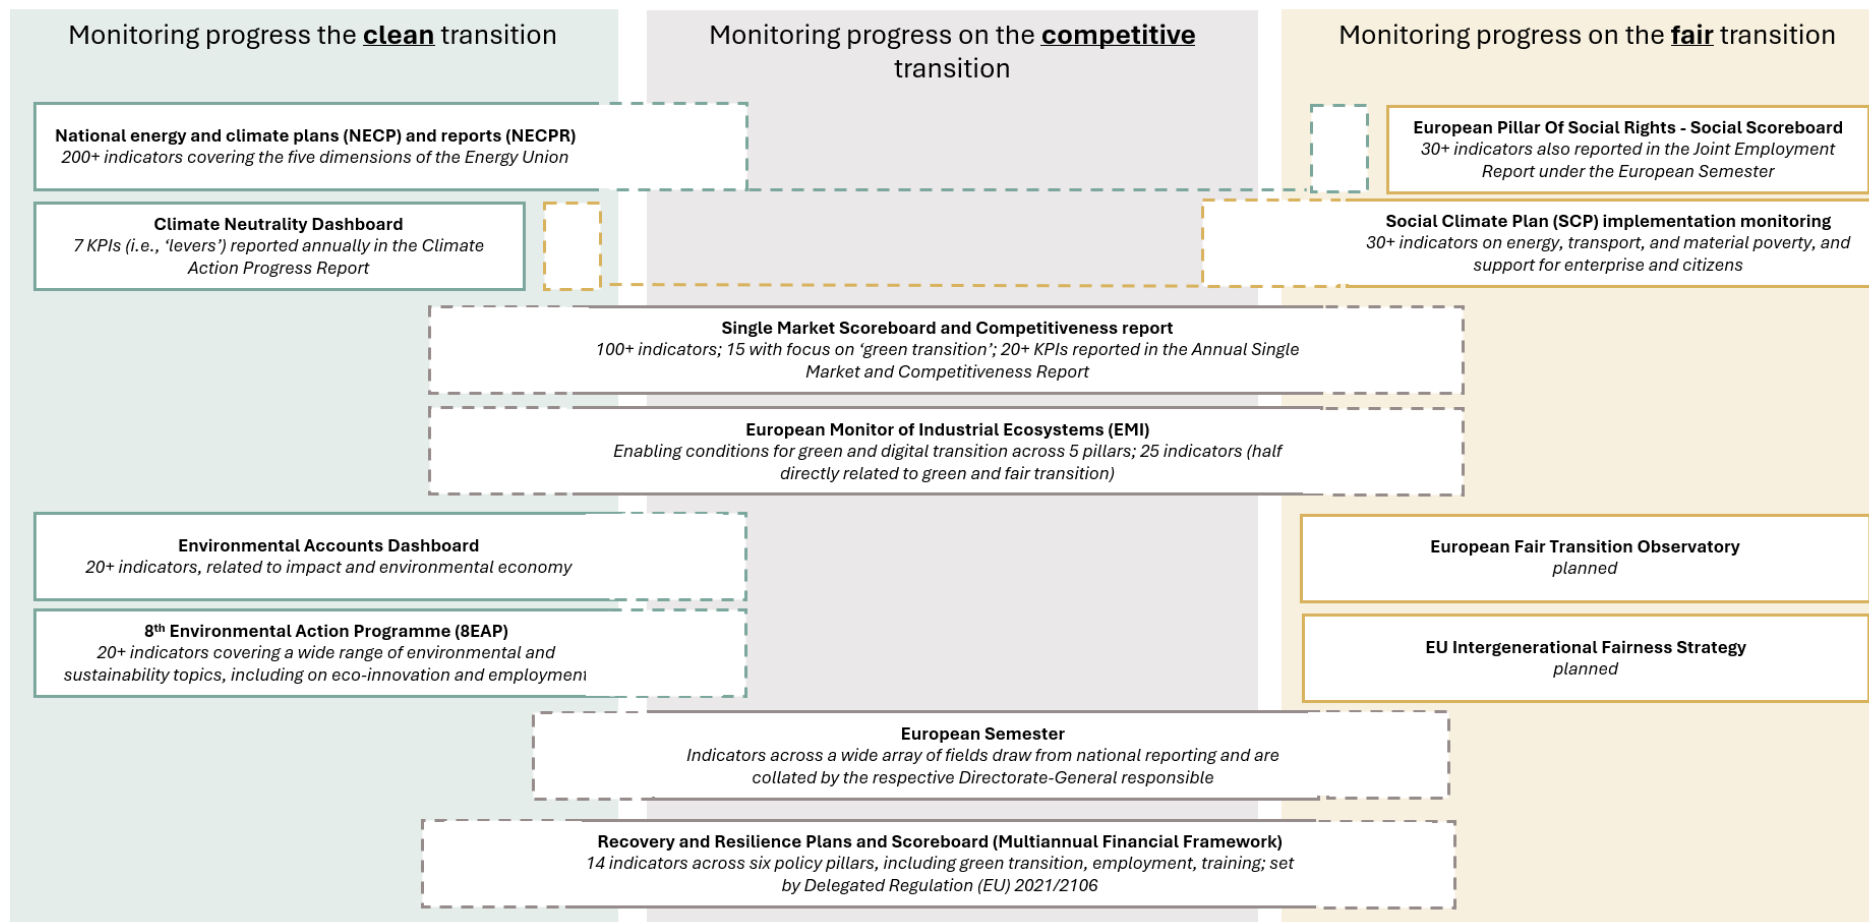 Monitoring progress the clean transition
Monitoring progress on the competitive
transition
Monitoring progress on the fair transition
National energy and climate plans (NECP) and reports (NECPR)
200+ indicators covering the five dimensions of the Energy Union
European Pillar Of Social Rights - Social Scoreboard
30+ indicators also reported in the Joint Employment
Report under the European Semester
Climate Neutrality Dashboard
7 KPIs (i.e., ‘levers’) reported annually in the Climate
Action Progress Report
Social Climate Plan (SCP) implementation monitoring
30+ indicators on energy, transport, and material poverty, and
support for enterprise and citizens
Single Market Scoreboard and Competitiveness report
100+ indicators; 15 with focus on ‘green transition’; 20+ KPIs reported in the Annual Single
Market and Competitiveness Report
European Monitor of Industrial Ecosystems (EMI)
Enabling conditions for green and digital transition across 5 pillars; 25 indicators (half
directly related to green and fair transition)
Environmental Accounts Dashboard
20+ indicators, related to impact and environmental economy
European Fair Transition Observatory
planned
8th Environmental Action Programme (8EAP)
20+ indicators covering a wide range of environmental and
sustainability topics, including on eco-innovation and employment
EU Intergenerational Fairness Strategy
planned
European Semester
Indicators across a wide array of fields draw from national reporting and are
collated by the respective Directorate-General responsible
Recovery and Resilience Plans and Scoreboard (Multiannual Financial Framework)
14 indicators across six policy pillars, including green transition, employment, training; set
by Delegated Regulation (EU) 2021/2106